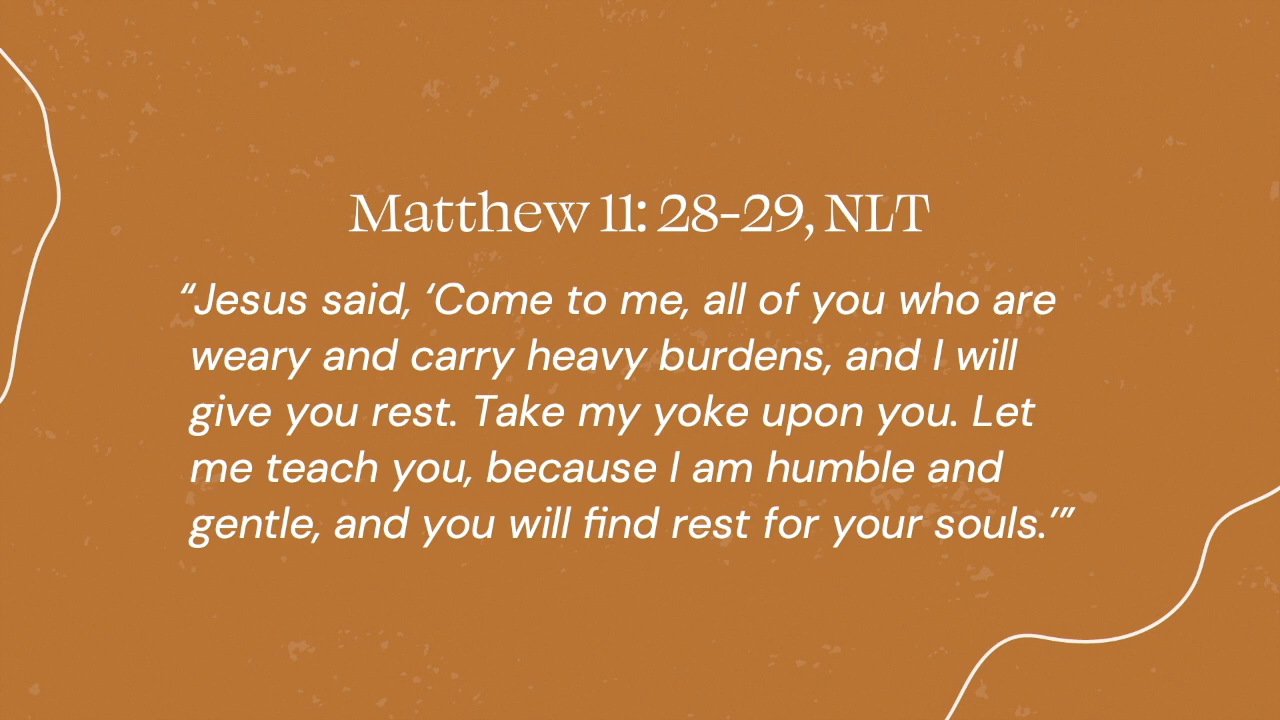 Matthew 11: 28-29, NLT
“Jesus said, ‘Come to me, all of you who are
weary and carry heavy burdens, and I will
give you rest. Take my yoke upon you. Let
me teach you, because I am humble and
gentle, and you will find rest for your souls.’”